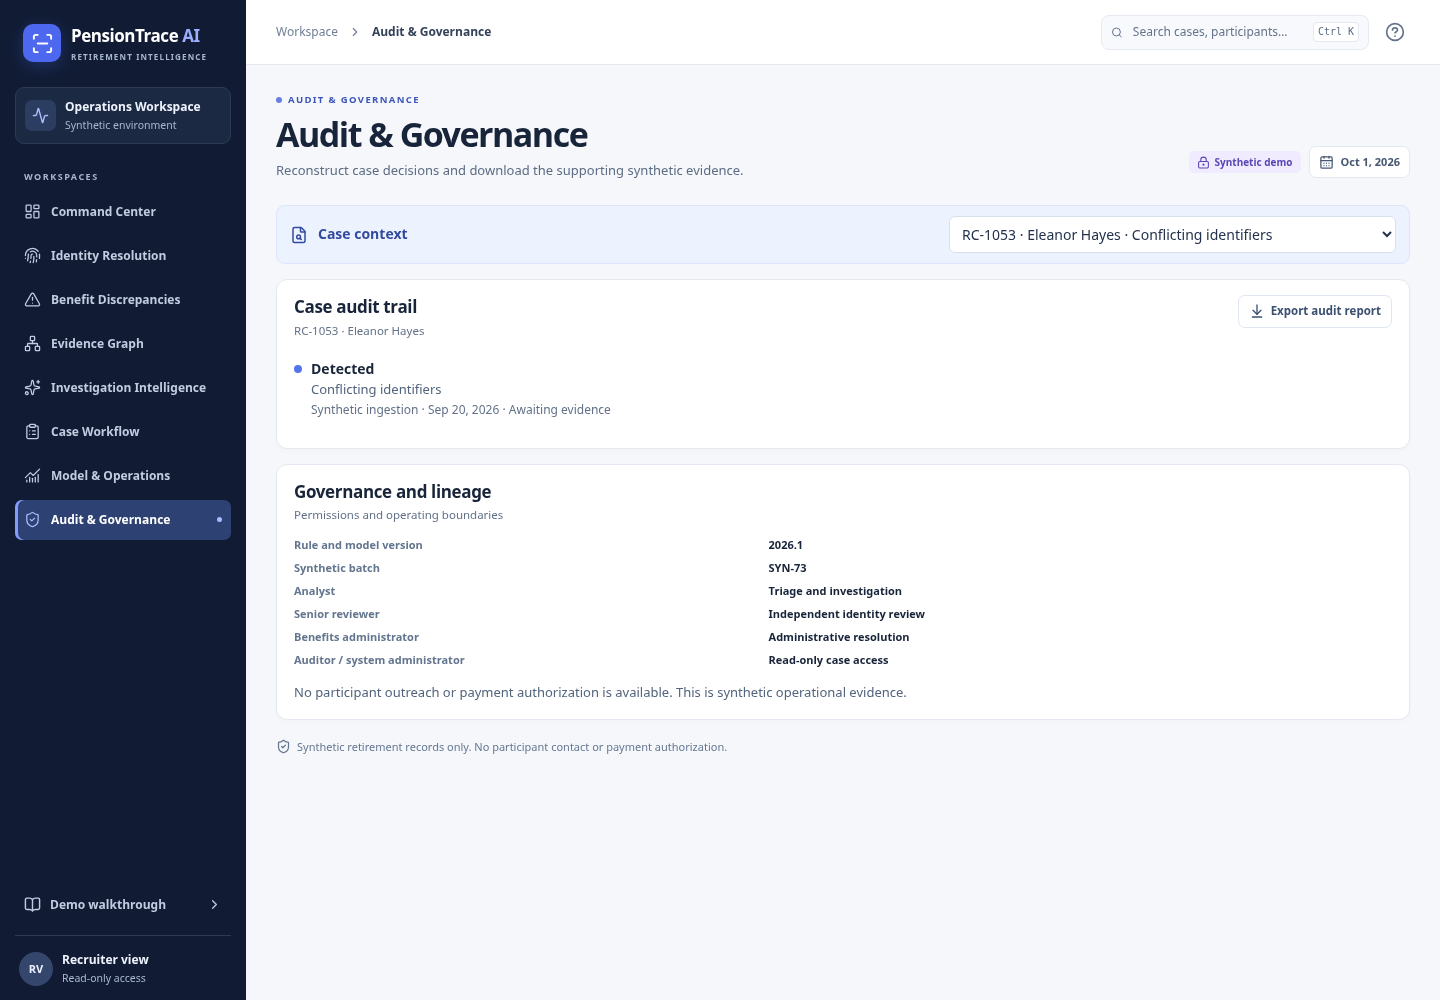 PensionTrace AI
RETIREMENT INTELLIGENCE
Operations Workspace
Synthetic environment
WORKSPACES
Command Center
Identity Resolution
Benefit Discrepancies
Evidence Graph
Investigation Intelligence
Case Workflow
Model & Operations
Audit & Governance
Demo walkthrough
RV
Recruiter view
Read-only access
Workspace > Audit & Governance
Search cases, participants...
Ctrl K
AUDIT & GOVERNANCE
Audit & Governance
Reconstruct case decisions and download the supporting synthetic evidence.
Synthetic demo
Oct 1, 2026
Case context
RC-1053 · Eleanor Hayes · Conflicting identifiers
Case audit trail
RC-1053 · Eleanor Hayes
Export audit report
Detected
Conflicting identifiers
Synthetic ingestion · Sep 20, 2026 · Awaiting evidence
Governance and lineage
Permissions and operating boundaries
Rule and model version 2026.1
Synthetic batch SYN-73
Analyst Triage and investigation
Senior reviewer Independent identity review
Benefits administrator Administrative resolution
Auditor / system administrator Read-only case access
No participant outreach or payment authorization is available. This is synthetic operational evidence.
Synthetic retirement records only. No participant contact or payment authorization.